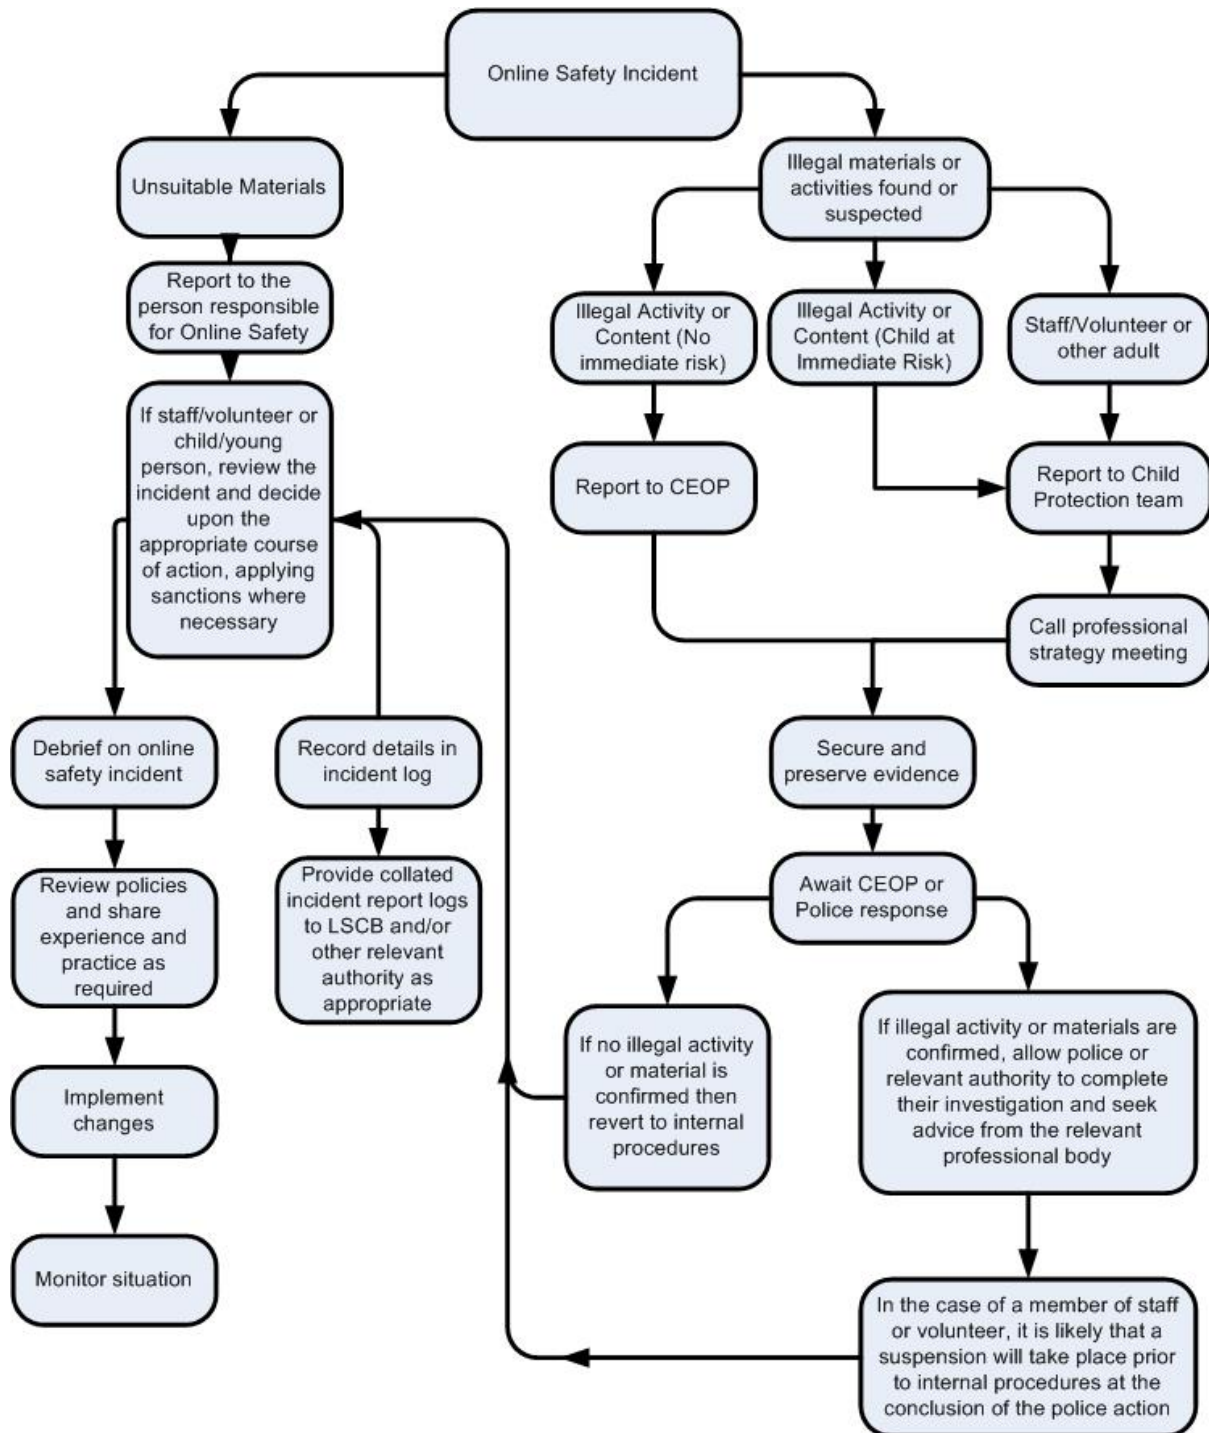 Online Safety Incident
Unsuitable Materials
Report to the
person responsible
for Online Safety
If staff/volunteer or
child/young
person, review the
incident and decide
upon the
appropriate course
of action, applying
sanctions where
necessary
Debrief on online
safety incident
Review policies
and share
experience and
practice as
required
Implement
changes
Monitor situation
Record details in
incident log
Provide collated
incident report logs
to LSCB and/or
other relevant
authority as
appropriate
Illegal materials or
activities found or
suspected
Illegal Activity or
Content (No
immediate risk)
Illegal Activity or
Content (Child at
Immediate Risk)
Staff/Volunteer or
other adult
Report to CEOP
Report to Child
Protection team
Call professional
strategy meeting
Secure and
preserve evidence
Await CEOP or
Police response
If no illegal activity
or material is
confirmed then
revert to internal
procedures
If illegal activity or materials are
confirmed, allow police or
relevant authority to complete
their investigation and seek
advice from the relevant
professional body
In the case of a member of staff
or volunteer, it is likely that a
suspension will take place prior
to internal procedures at the
conclusion of the police action